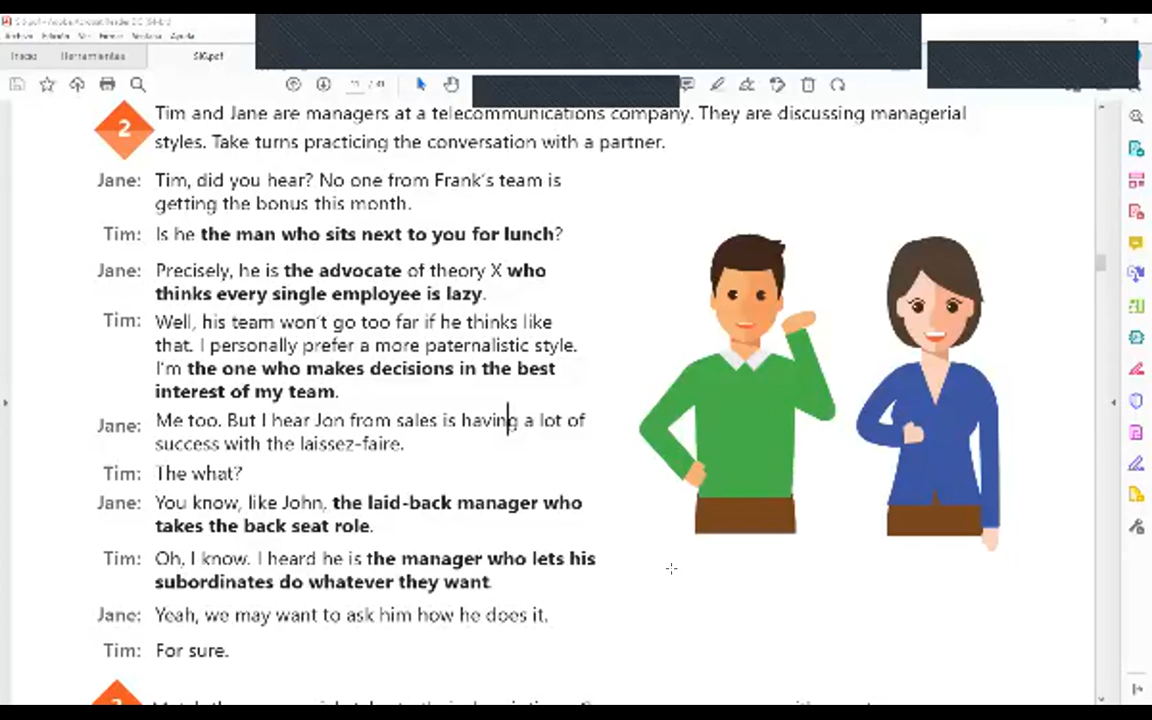 Inicio Herramientas SIG.pdf
2 Tim and Jane are managers at a telecommunications company. They are discussing managerial
styles. Take turns practicing the conversation with a partner.
Jane: Tim, did you hear? No one from Frank's team is
getting the bonus this month.
Tim: Is he the man who sits next to you for lunch?
Jane: Precisely, he is the advocate of theory X who
thinks every single employee is lazy.
Tim: Well, his team won't go too far if he thinks like
that. I personally prefer a more paternalistic style.
I'm the one who makes decisions in the best
interest of my team.
Jane: Me too. But I hear Jon from sales is having a lot of
success with the laissez-faire.
Tim: The what?
Jane: You know, like John, the laid-back manager who
takes the back seat role.
Tim: Oh, I know. I heard he is the manager who lets his
subordinates do whatever they want.
Jane: Yeah, we may want to ask him how he does it.
Tim: For sure.